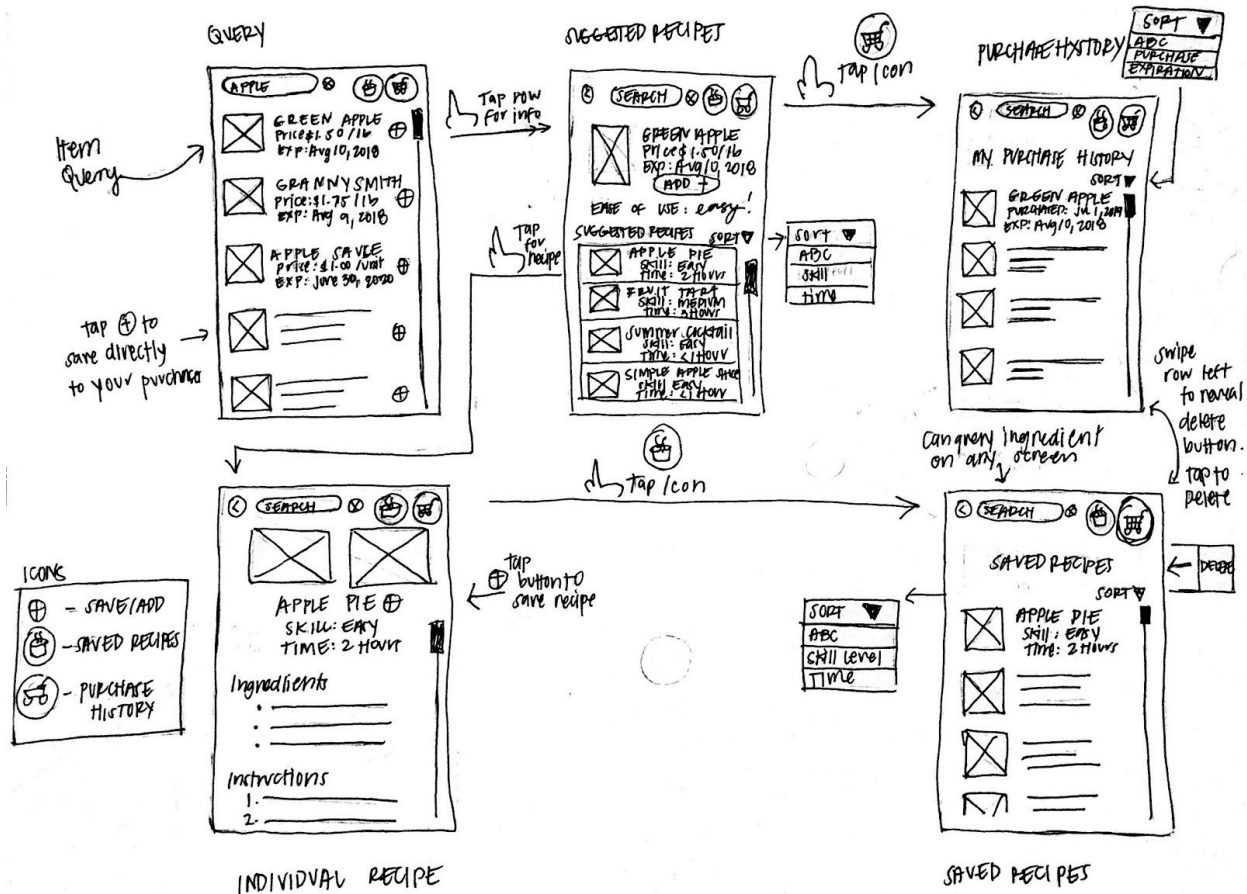 QUERY
APPLE
GREEN APPLE
Price $1.50/lb
EXP: Aug 10, 2018
GRANNY SMITH
Price: $1.75/lb
EXP: Aug 9, 2018
APPLE SAUCE
Price: $1.00/unit
EXP: June 30, 2020
Item
Query
tap ⊕ to
save directly
to your purchases
Tap row
for info
SUGGESTED RECIPES
SEARCH
GREEN APPLE
Price $1.50/lb
EXP: Aug 10, 2018
ADD +
EASE OF USE: easy!
SUGGESTED RECIPES
SORT ▼
APPLE PIE
Skill: EASY
Time: 2 Hours
FRUIT TART
Skill: MEDIUM
Time: 3 Hours
Summer Cocktail
Skill: EASY
Time: <1 Hour
SIMPLE APPLE
Skill EASY
Time: <1 Hour
Tap
for
recipe
SORT ▼
ABC
Skill
Time
Tap Icon
PURCHASE HISTORY
SORT ▼
ABC
PURCHASE
EXPIRATION
SEARCH
MY PURCHASE HISTORY
SORT ▼
GREEN APPLE
PURCHASED: Jul 1,
EXP: Aug 10, 2018
Swipe
row left
to reveal
delete
button.
Tap to
Delete
Can query ingredient
on any screen
ICONS
⊕ - SAVE/ADD
- SAVED RECIPES
- PURCHASE
HISTORY
SEARCH
APPLE PIE ⊕
SKILL: EASY
TIME: 2 Hours
Ingredients
Instructions
1.
2.
INDIVIDUAL RECIPE
⊕ tap
button to
save recipe
Tap Icon
SORT ▼
ABC
Skill Level
Time
SEARCH
SAVED RECIPES
SORT ▼
APPLE PIE
Skill: EASY
Time: 2 Hours
DELETE
SAVED RECIPES